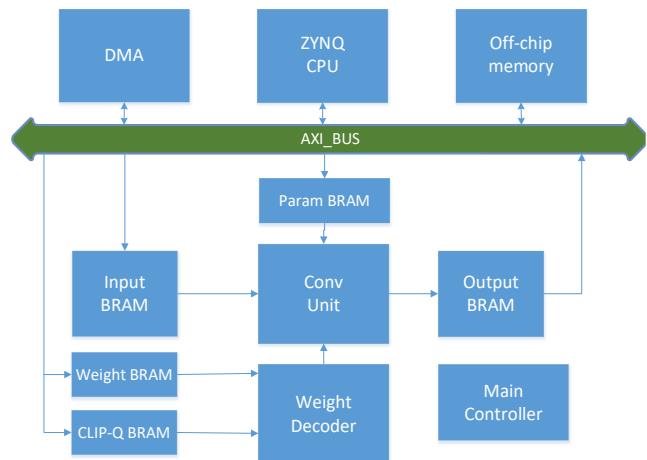 DMA
ZYNQ
CPU
Off-chip
memory
AXI_BUS
Param BRAM
Input
BRAM
Conv
Unit
Output
BRAM
Weight BRAM
CLIP-Q BRAM
Weight
Decoder
Main
Controller